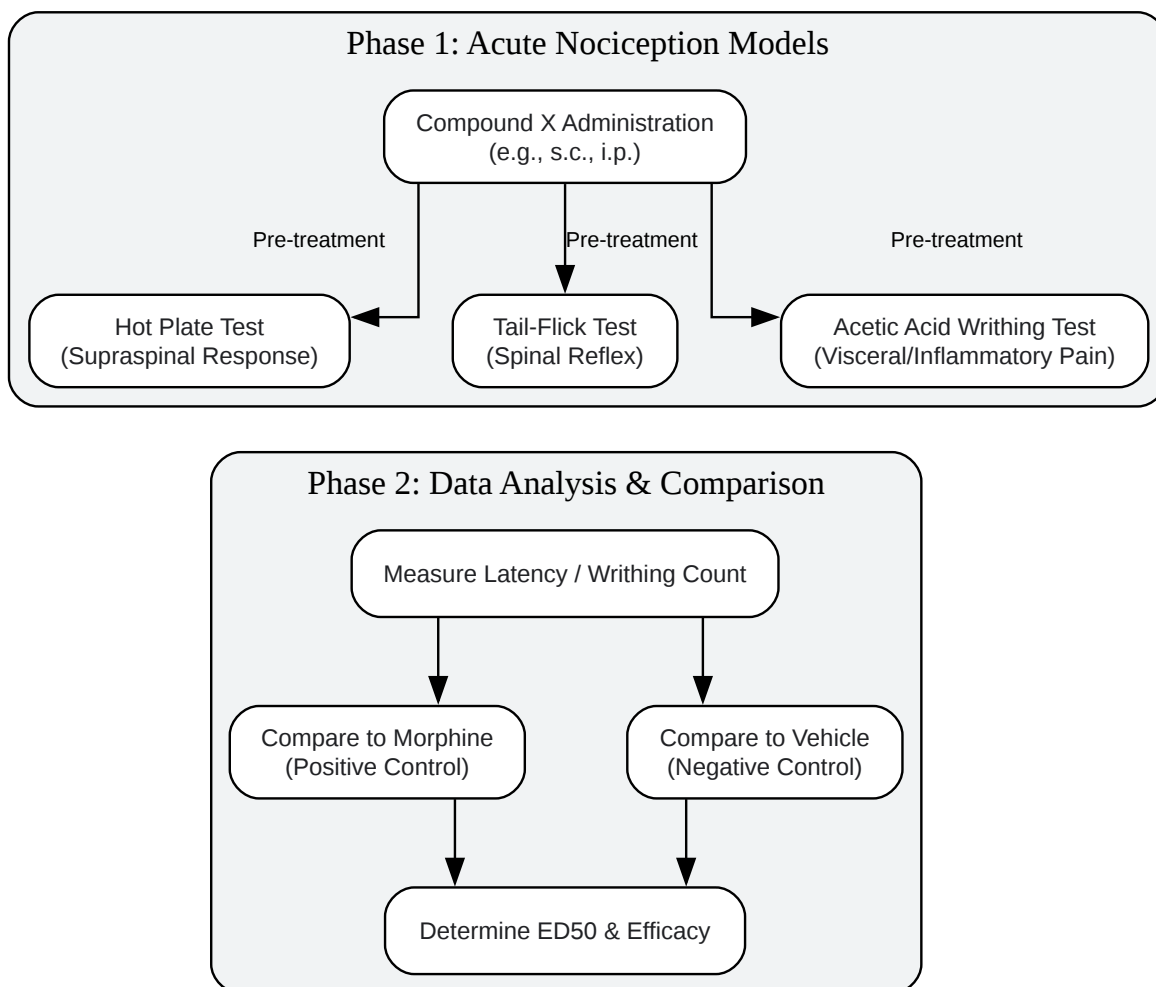 Phase 1: Acute Nociception Models
Compound X Administration
(e.g., s.c., i.p.)
Pre-treatment
Pre-treatment
Pre-treatment
Hot Plate Test
(Supraspinal Response)
Tail-Flick Test
(Spinal Reflex)
Acetic Acid Writhing Test
(Visceral/Inflammatory Pain)
Phase 2: Data Analysis & Comparison
Measure Latency / Writhing Count
Compare to Morphine
(Positive Control)
Compare to Vehicle
(Negative Control)
Determine ED50 & Efficacy